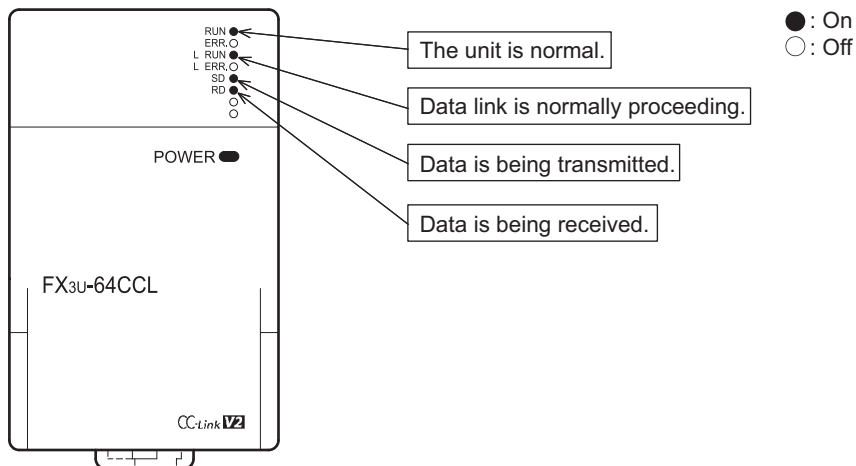 RUN
ERR.
L RUN
L ERR.
SD
RD
POWER
FX3U-64CCL
CC-Link V2
The unit is normal.
Data link is normally proceeding.
Data is being transmitted.
Data is being received.
: On
: Off